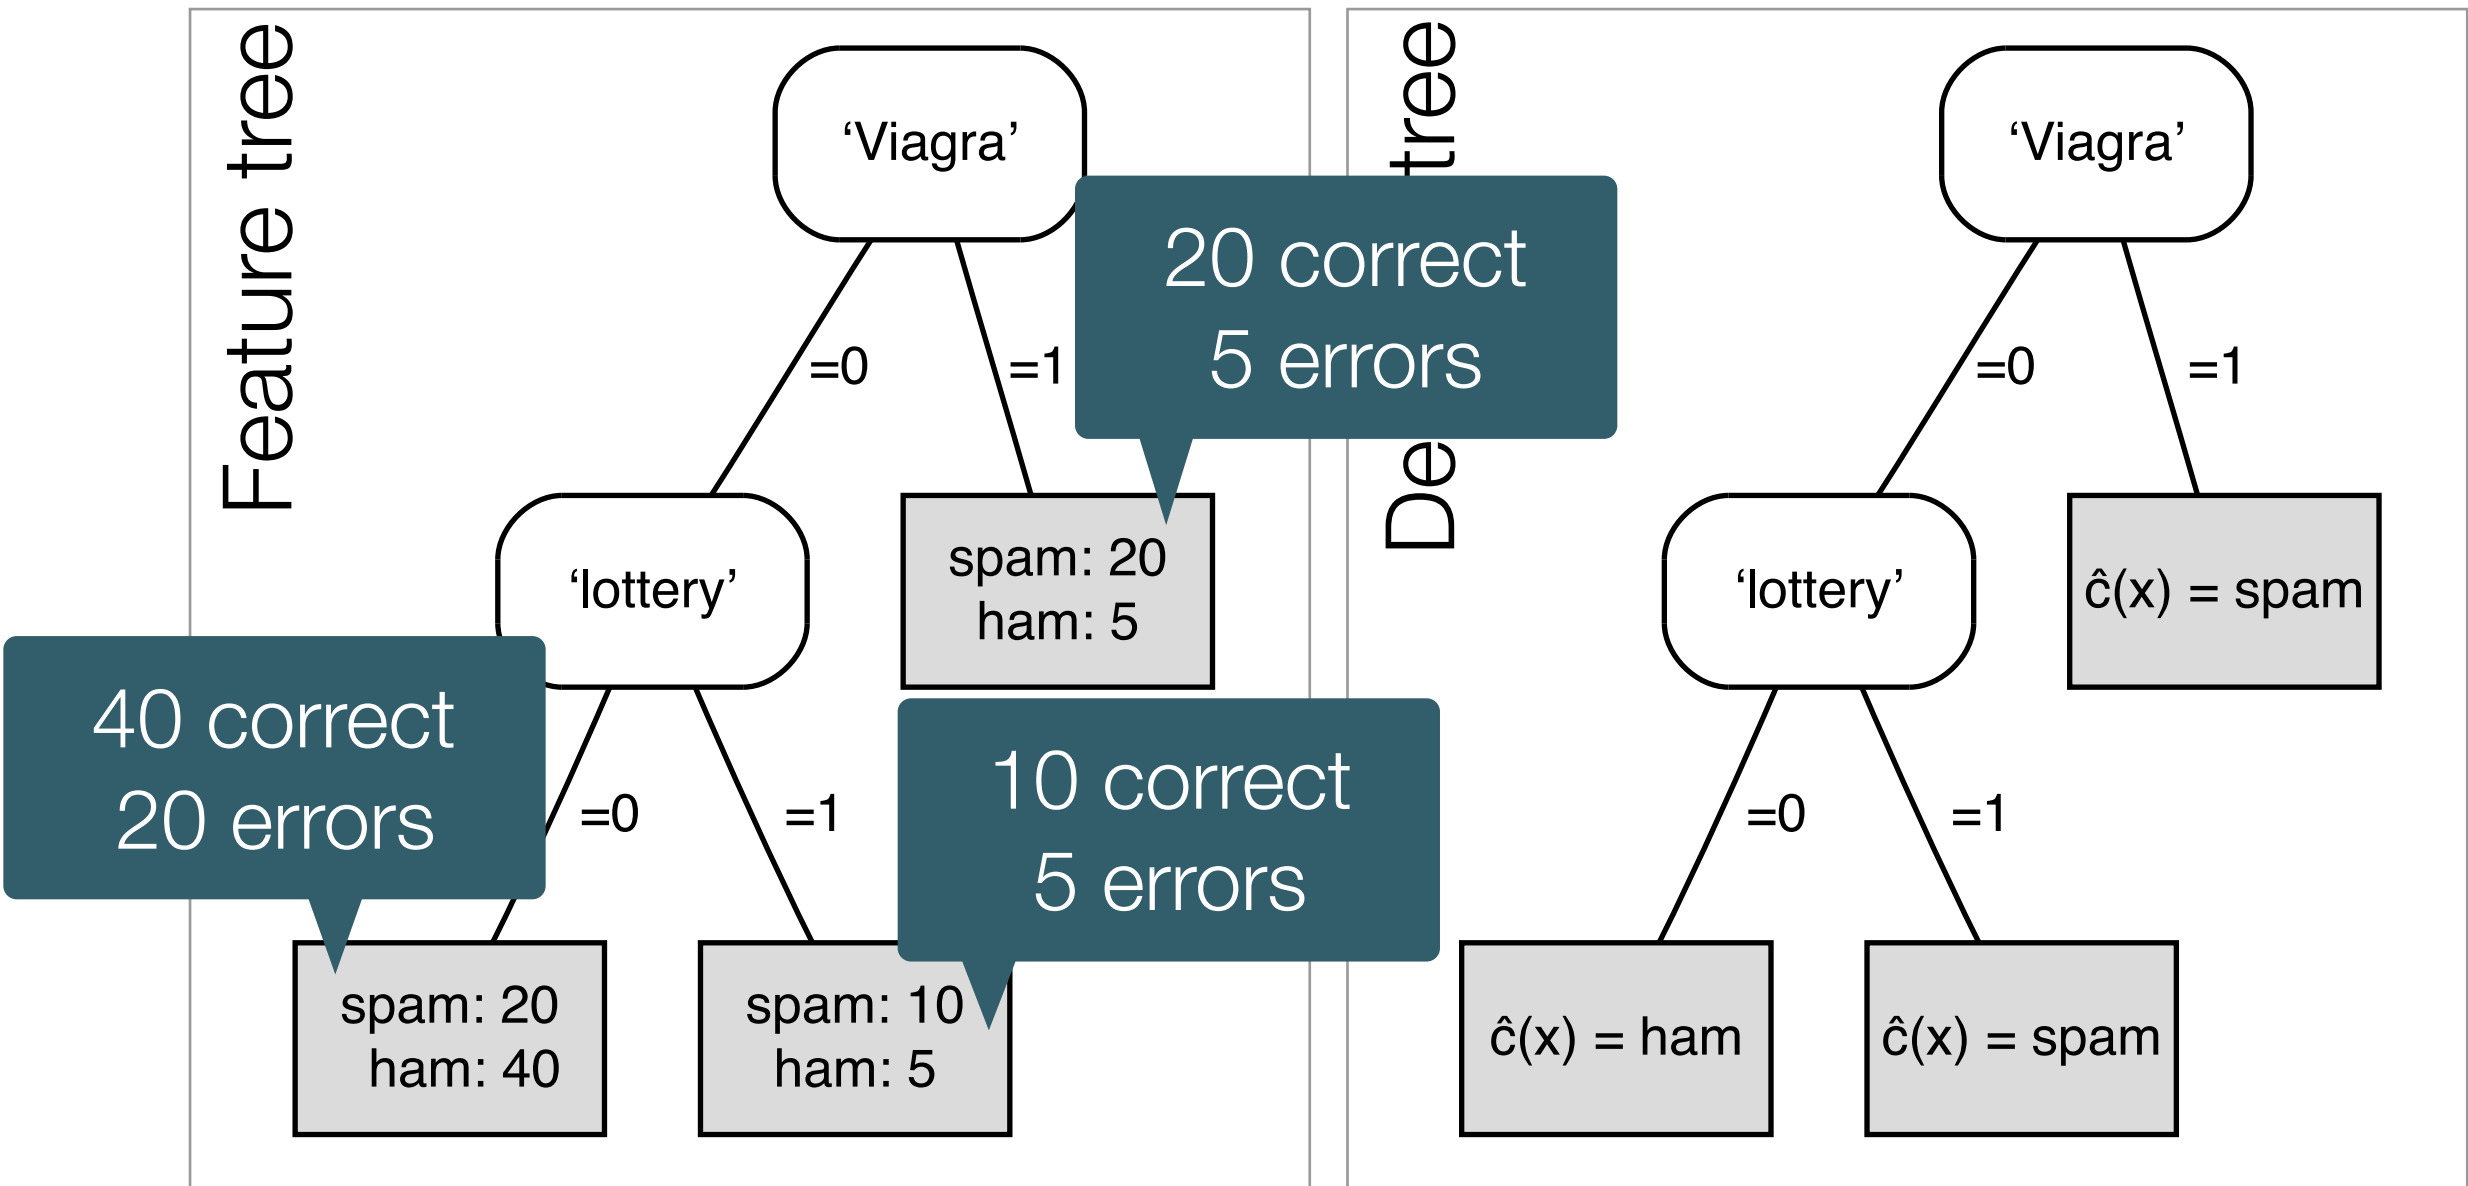 Feature tree
‘Viagra’
20 correct
5 errors
=0
=1
‘lottery’
spam: 20
ham: 5
40 correct
20 errors
10 correct
5 errors
=0
=1
spam: 20
ham: 40
spam: 10
ham: 5
tree
‘Viagra’
=0
=1
‘lottery’
ĉ(x) = spam
=0
=1
ĉ(x) = ham
ĉ(x) = spam